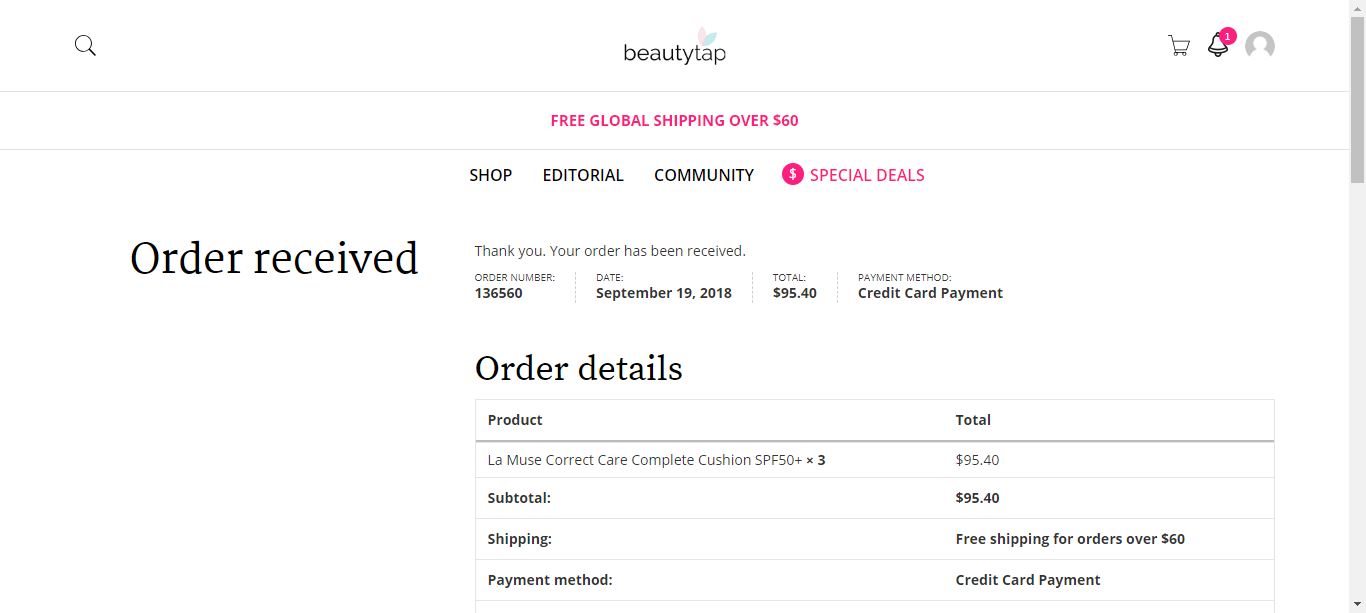 beautytap
1
FREE GLOBAL SHIPPING OVER $60
SHOP EDITORIAL COMMUNITY $ SPECIAL DEALS
Order received
Thank you. Your order has been received.
ORDER NUMBER: DATE: TOTAL: PAYMENT METHOD:
136560 September 19, 2018 $95.40 Credit Card Payment
Order details
Product Total
La Muse Correct Care Complete Cushion SPF50+ × 3 $95.40
Subtotal: $95.40
Shipping: Free shipping for orders over $60
Payment method: Credit Card Payment